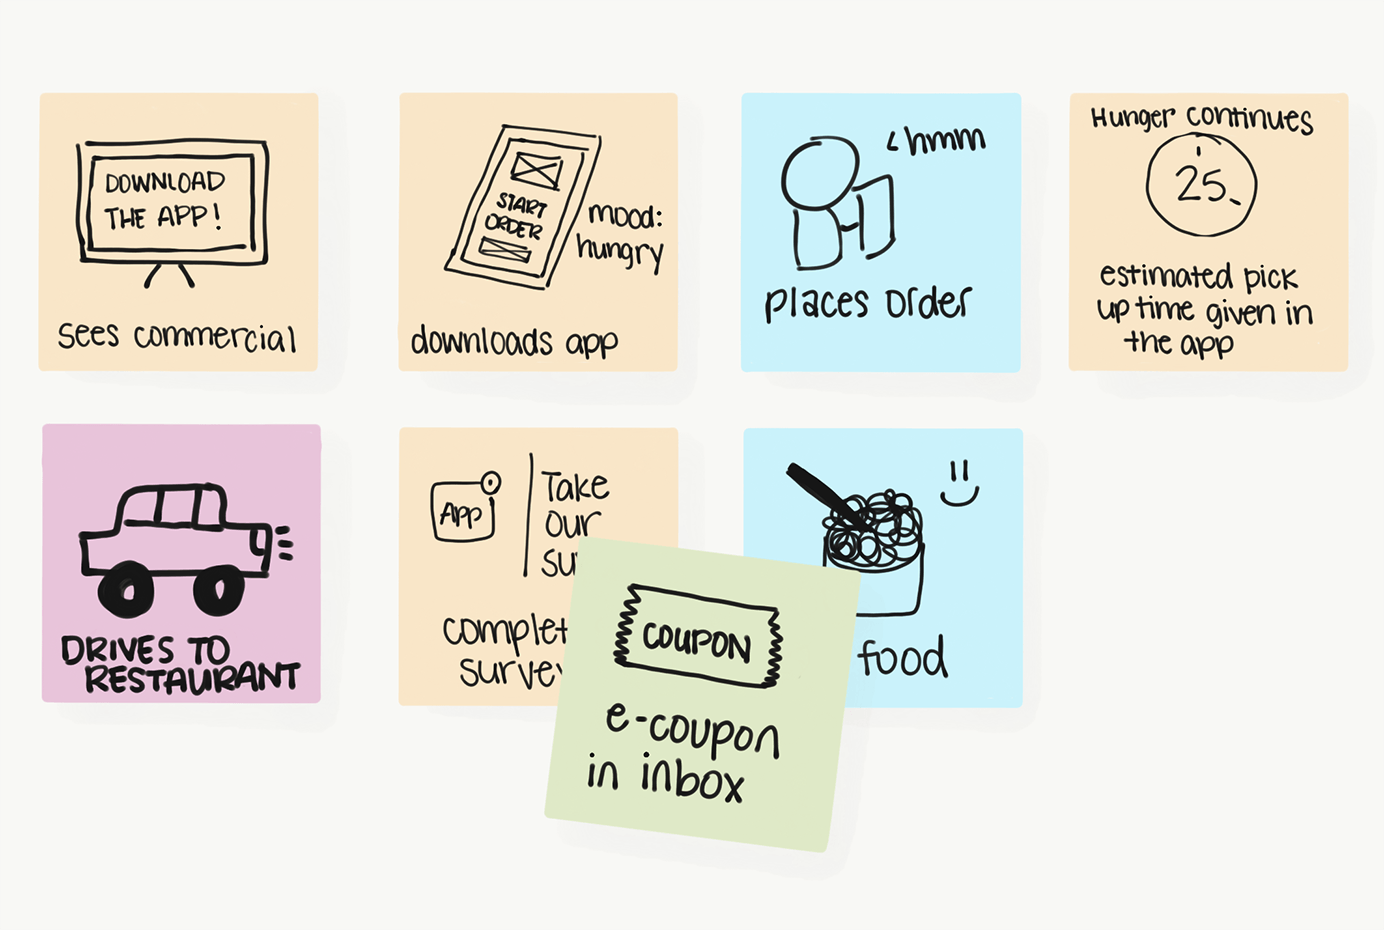 DOWNLOAD
THE APP!
sees commercial
START
ORDER
mood:
hungry
downloads app
hmm
places order
Hunger continues
25
estimated pick
up time given in
the app
DRIVES TO
RESTAURANT
APP
Take
our
complet
surve
COUPON
e-coupon
in inbox
food